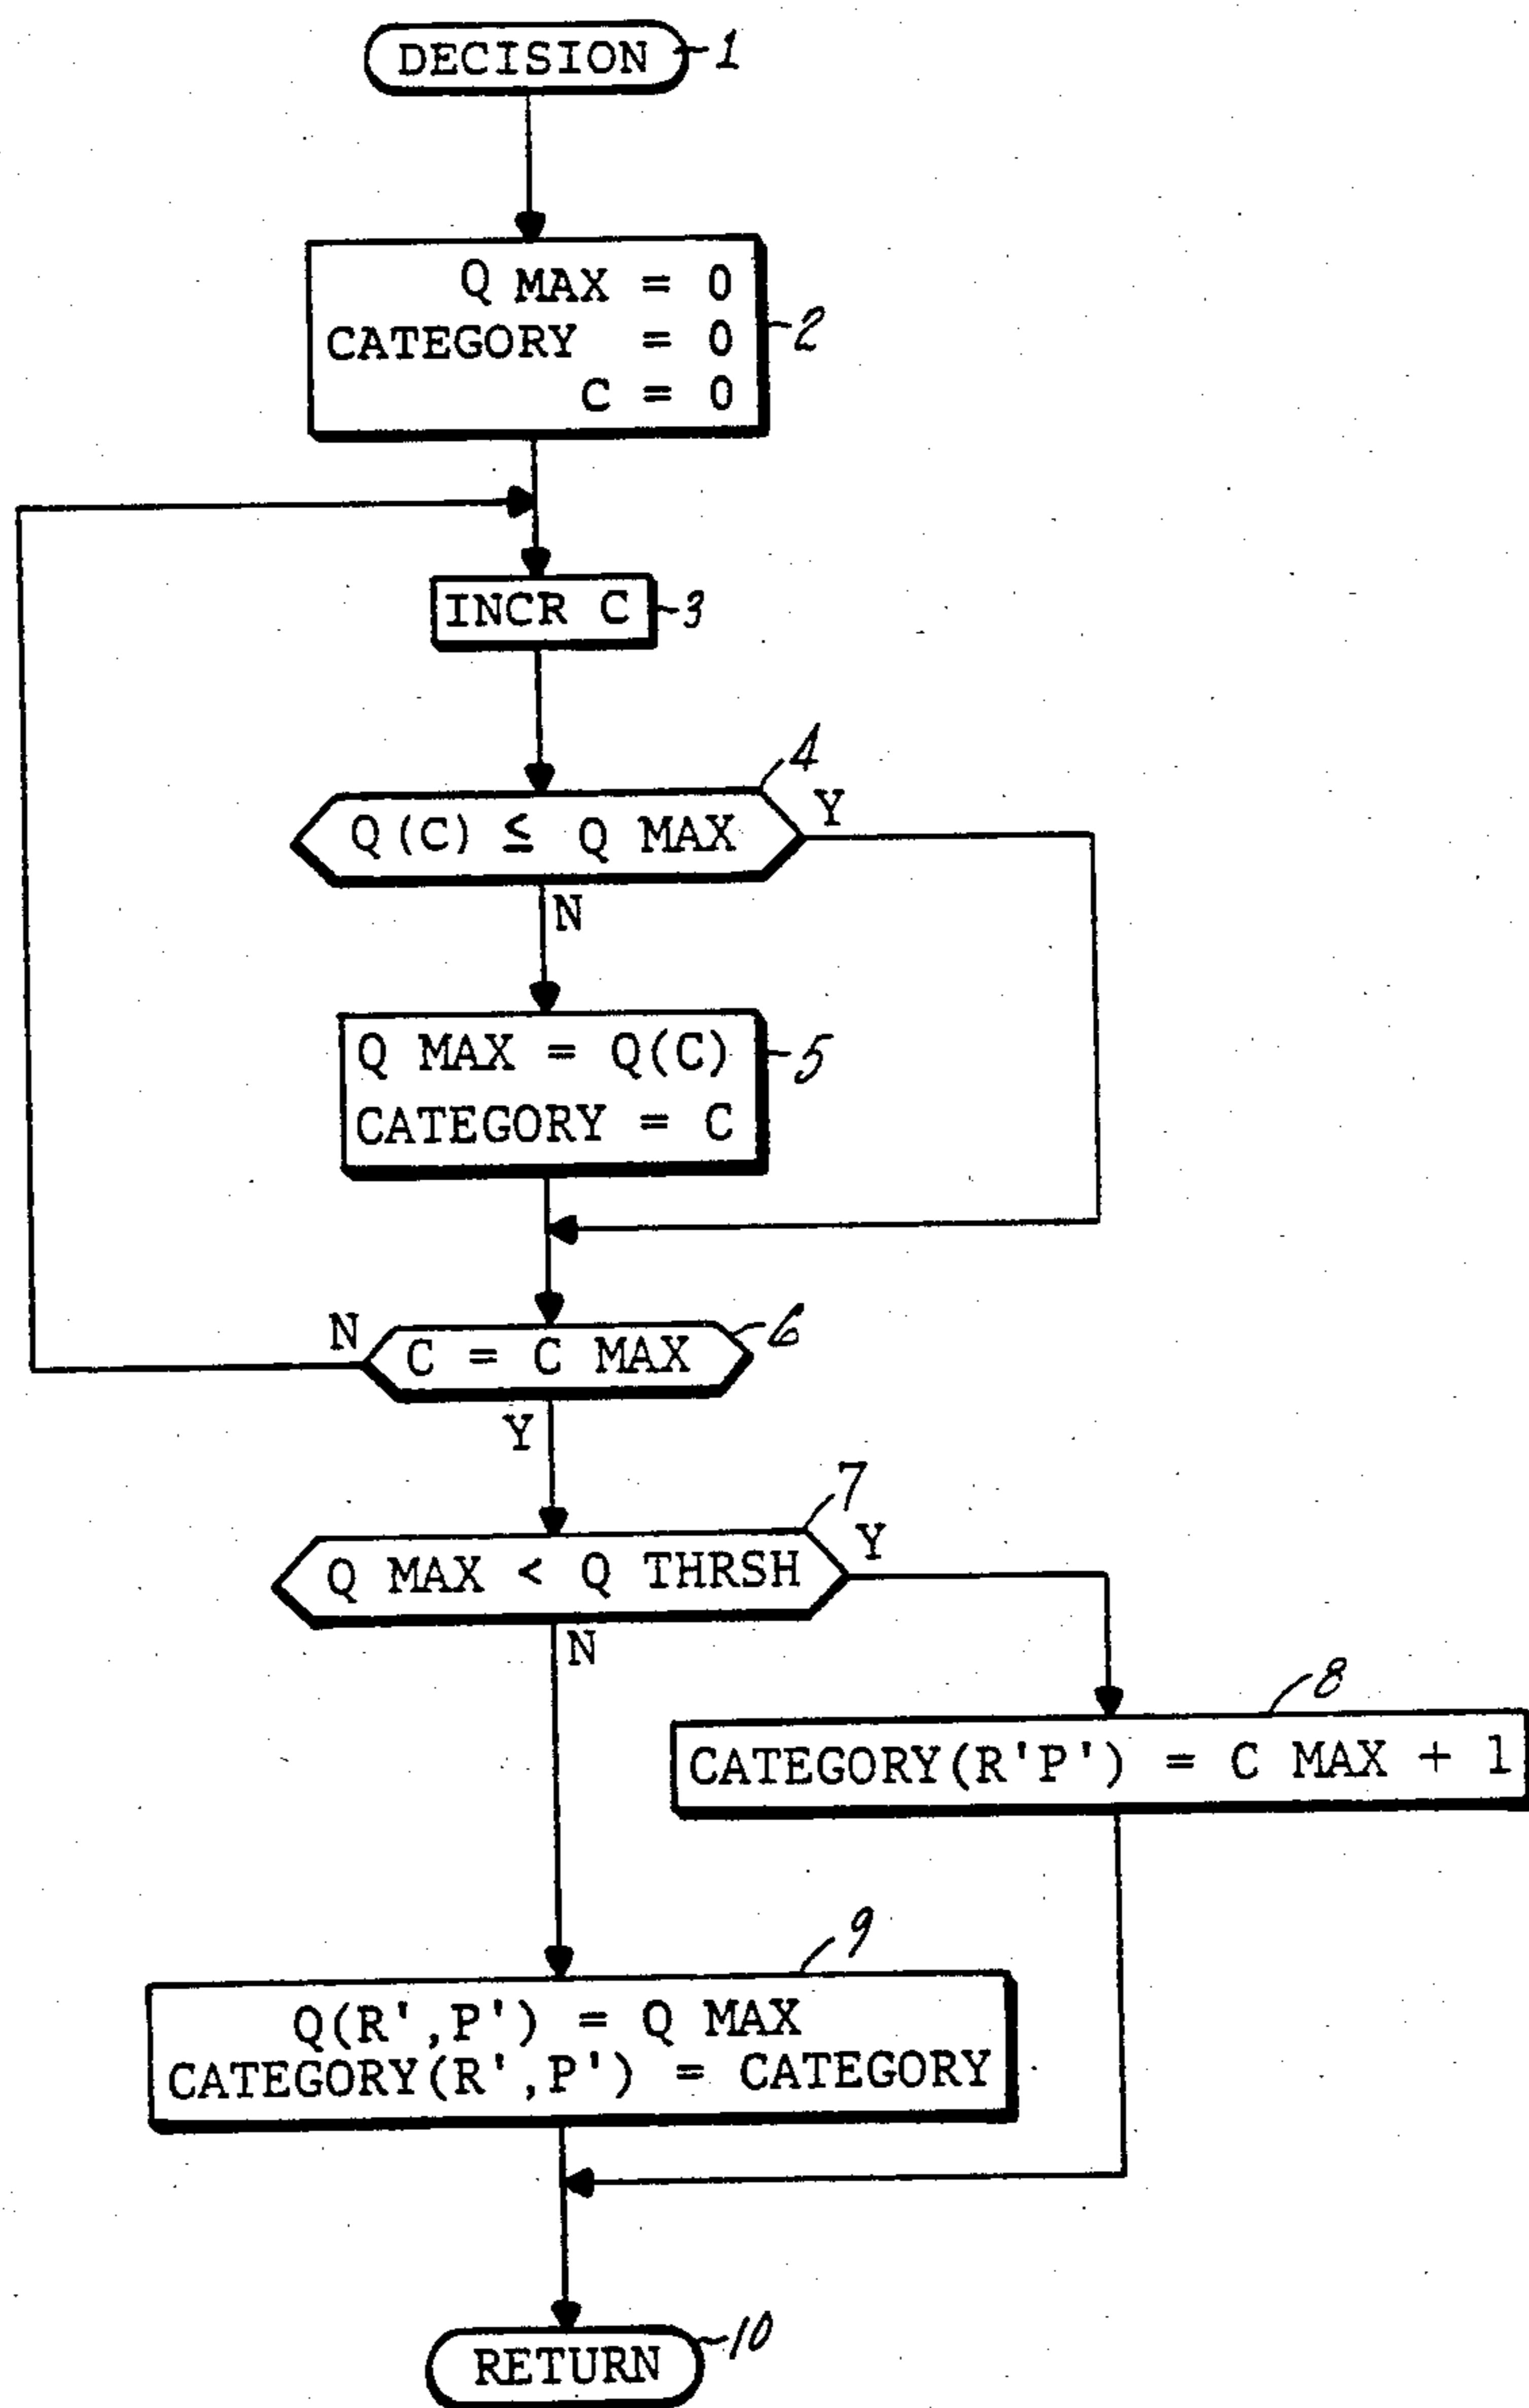 DECISION 1
Q MAX = 0
CATEGORY = 0
C = 0
2
INCR C 3
4
Q(C) ≤ Q MAX Y
N
Q MAX = Q(C)
CATEGORY = C
5
N C = C MAX 6
Y
7
Q MAX < Q THRSH Y
N
8
CATEGORY(R'P') = C MAX + 1
9
Q(R',P') = Q MAX
CATEGORY(R',P') = CATEGORY
RETURN 10